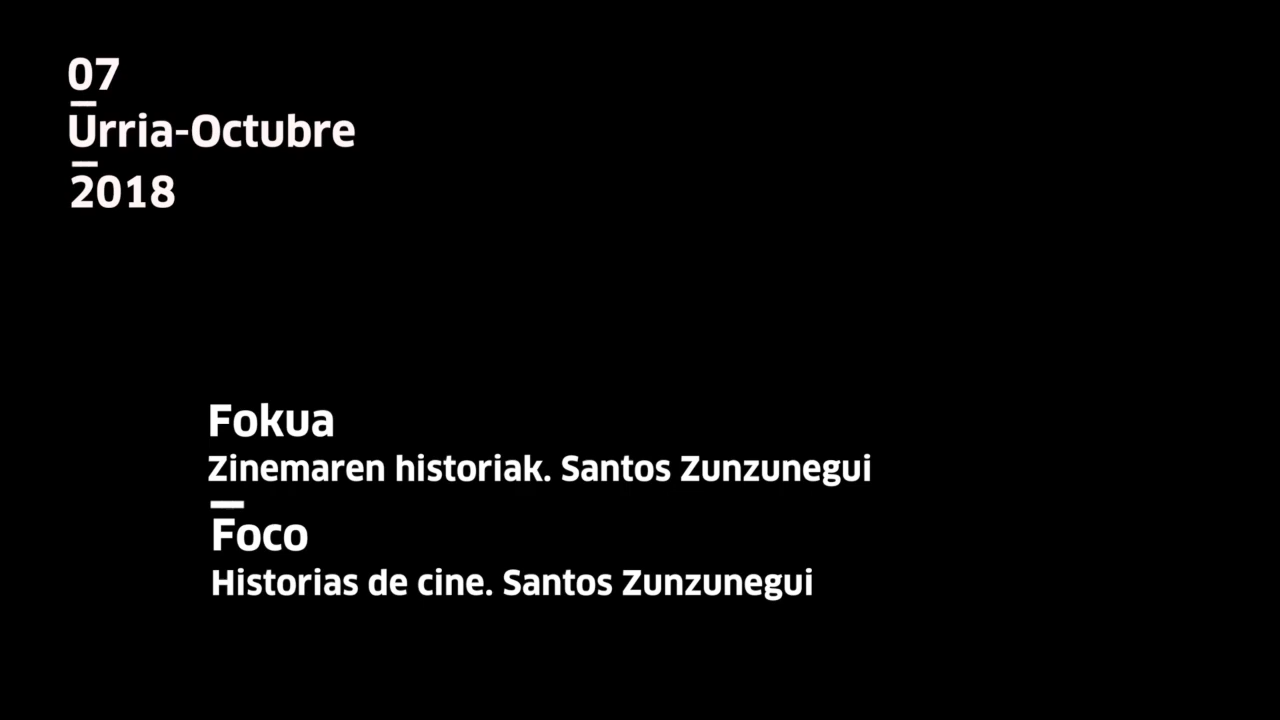 07
Urria-Octubre
2018
Fokua
Zinemaren historiak. Santos Zunzunegui
Foco
Historias de cine. Santos Zunzunegui